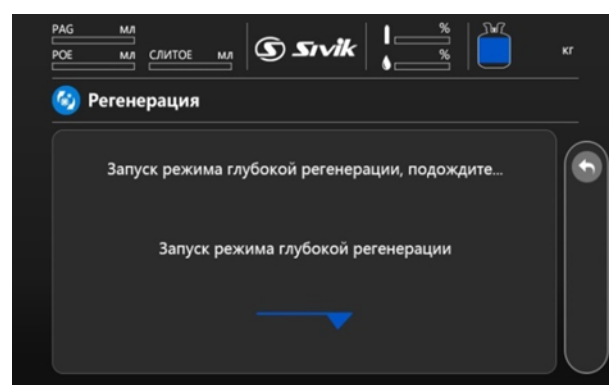 PAG мл
POE мл СЛИТОЕ мл
Sivik
%
%
кг
Регенерация
Запуск режима глубокой регенерации, подождите...
Запуск режима глубокой регенерации